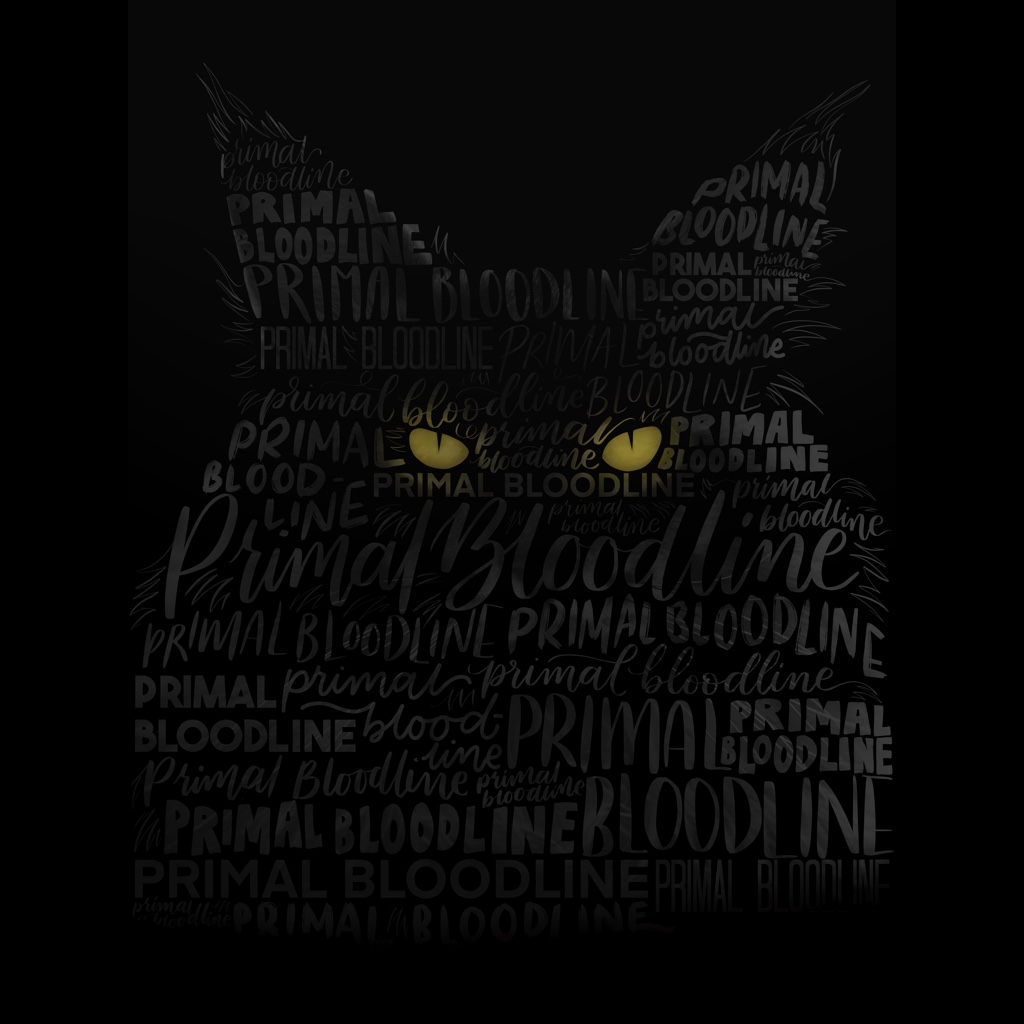 primal
bloodline
PRIMAL
BLOODLINE
PRIMAL
BLOODLINE
PRIMAL
BLOODLINE
primal
bloodline
PRIMAL BLOODLINE
primal
bloodline
PRIMAL BLOODLINE PRIMAL
primal bloodline BLOODLINE
PRIMAL
BLOOD-
LINE
primal
bloodline
PRIMAL
BLOODLINE
PRIMAL BLOODLINE
primal
bloodline
primal
bloodline
Primal Bloodline
PRIMAL BLOODLINE PRIMAL BLOODLINE
PRIMAL
BLOODLINE
primal
blood-
line
primal bloodline
PRIMAL
PRIMAL
BLOODLINE
Primal Bloodline
primal
bloodline
BLOODLINE
PRIMAL BLOODLINE
PRIMAL BLOODLINE PRIMAL BLOODLINE
primal
bloodline
PRIMAL BLOODLINE